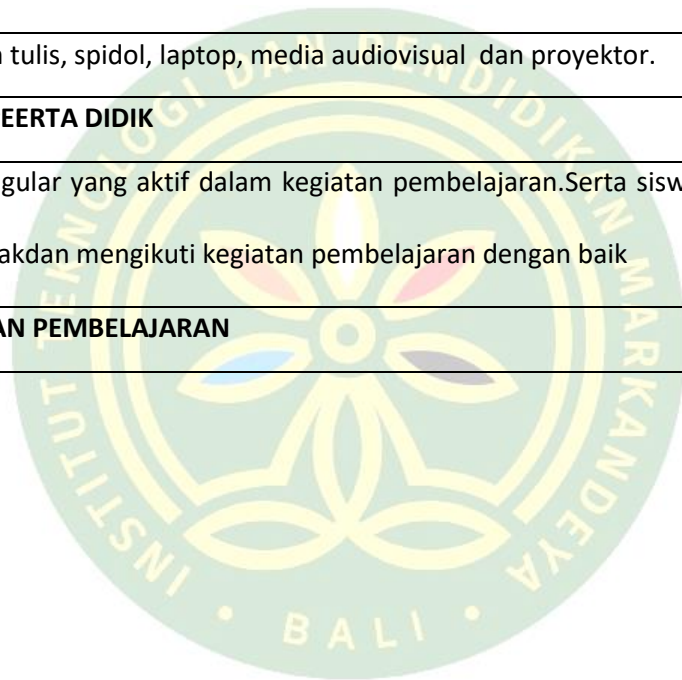 tulis, spidol, laptop, media audiovisual dan proyektor.
EERTA DIDIK
gular yang aktif dalam kegiatan pembelajaran.Serta sisw
akdan mengikuti kegiatan pembelajaran dengan baik
AN PEMBELAJARAN
INSTITUT TEKNOLOGI DAN PENDIDIKAN MARKANDEYA
• BALI •